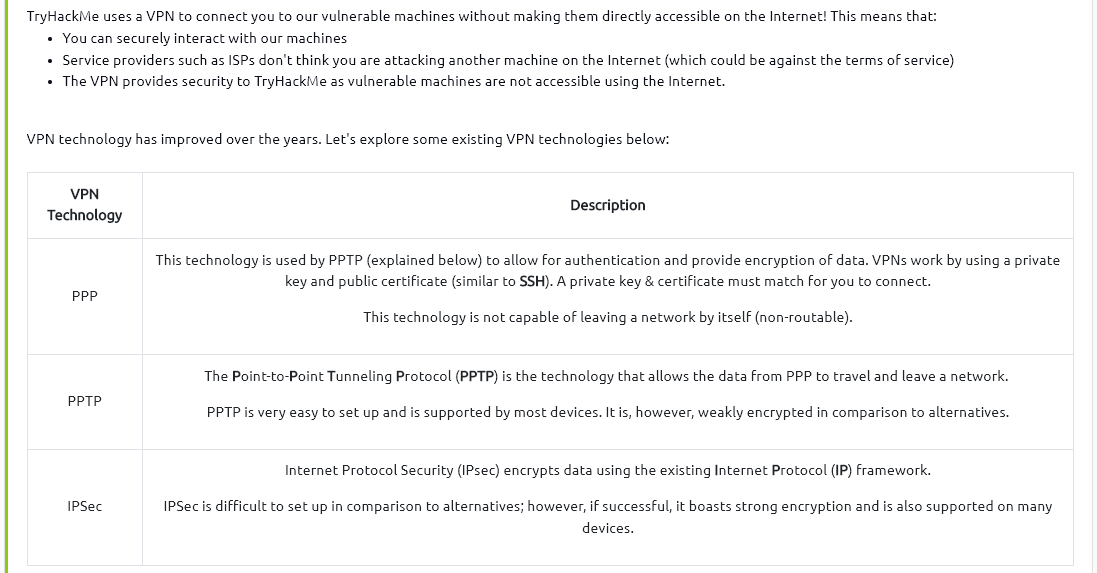 TryHackMe uses a VPN to connect you to our vulnerable machines without making them directly accessible on the Internet! This means that:
• You can securely interact with our machines
• Service providers such as ISPs don't think you are attacking another machine on the Internet (which could be against the terms of service)
• The VPN provides security to TryHackMe as vulnerable machines are not accessible using the Internet.
VPN technology has improved over the years. Let's explore some existing VPN technologies below:
VPN
Technology
Description
PPP
This technology is used by PPTP (explained below) to allow for authentication and provide encryption of data. VPNs work by using a private
key and public certificate (similar to SSH). A private key & certificate must match for you to connect.
This technology is not capable of leaving a network by itself (non-routable).
PPTP
The Point-to-Point Tunneling Protocol (PPTP) is the technology that allows the data from PPP to travel and leave a network.
PPTP is very easy to set up and is supported by most devices. It is, however, weakly encrypted in comparison to alternatives.
IPSec
Internet Protocol Security (IPsec) encrypts data using the existing Internet Protocol (IP) framework.
IPSec is difficult to set up in comparison to alternatives; however, if successful, it boasts strong encryption and is also supported on many
devices.